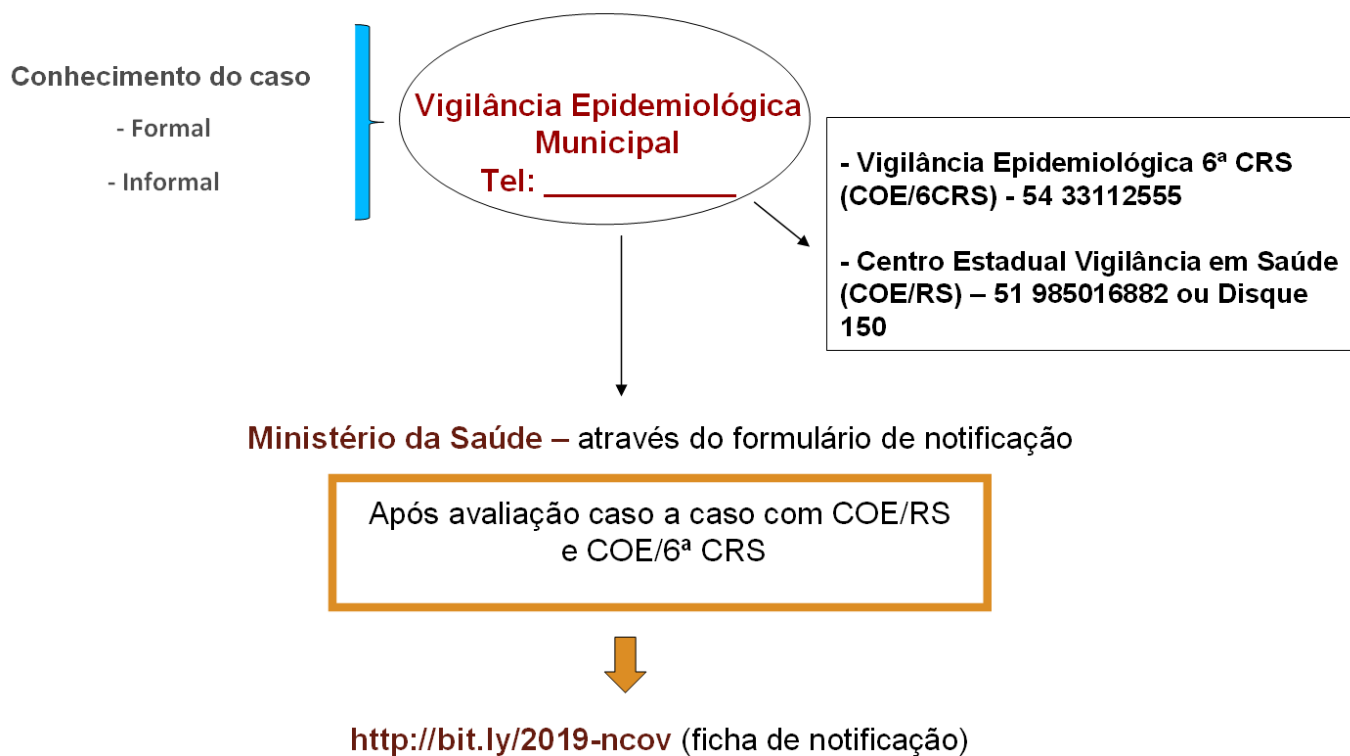 Conhecimento do caso
- Formal
- Informal
Vigilância Epidemiológica
Municipal
Tel: _____________
- Vigilância Epidemiológica 6ª CRS
(COE/6CRS) - 54 33112555
- Centro Estadual Vigilância em Saúde
(COE/RS) – 51 985016882 ou Disque
150
Ministério da Saúde – através do formulário de notificação
Após avaliação caso a caso com COE/RS
e COE/6ª CRS
http://bit.ly/2019-ncov (ficha de notificação)